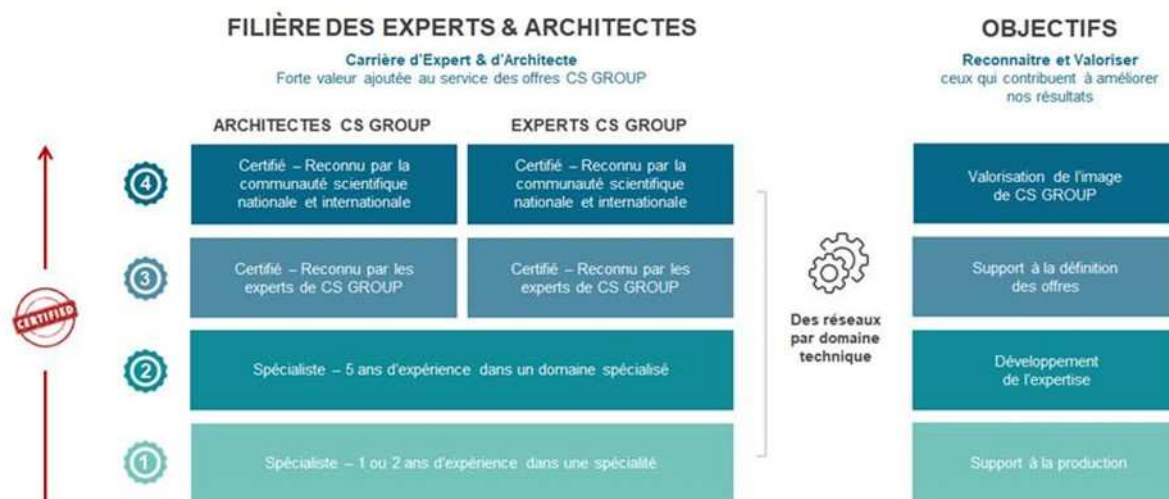 FILIÈRE DES EXPERTS & ARCHITECTES
Carrière d'Expert & d'Architecte
Forte valeur ajoutée au service des offres CS GROUP
OBJECTIFS
Reconnaitre et Valoriser
ceux qui contribuent à améliorer
nos résultats
ARCHITECTES CS GROUP
EXPERTS CS GROUP
4
Certifié – Reconnu par la
communauté scientifique
nationale et internationale
Certifié – Reconnu par la
communauté scientifique
nationale et internationale
Valorisation de l'image
de CS GROUP
3
Certifié – Reconnu par les
experts de CS GROUP
Certifié – Reconnu par les
experts de CS GROUP
Support à la définition
des offres
CERTIFIED
Des réseaux
par domaine
technique
2
Spécialiste – 5 ans d'expérience dans un domaine spécialisé
Développement
de l'expertise
1
Spécialiste – 1 ou 2 ans d'expérience dans une spécialité
Support à la production